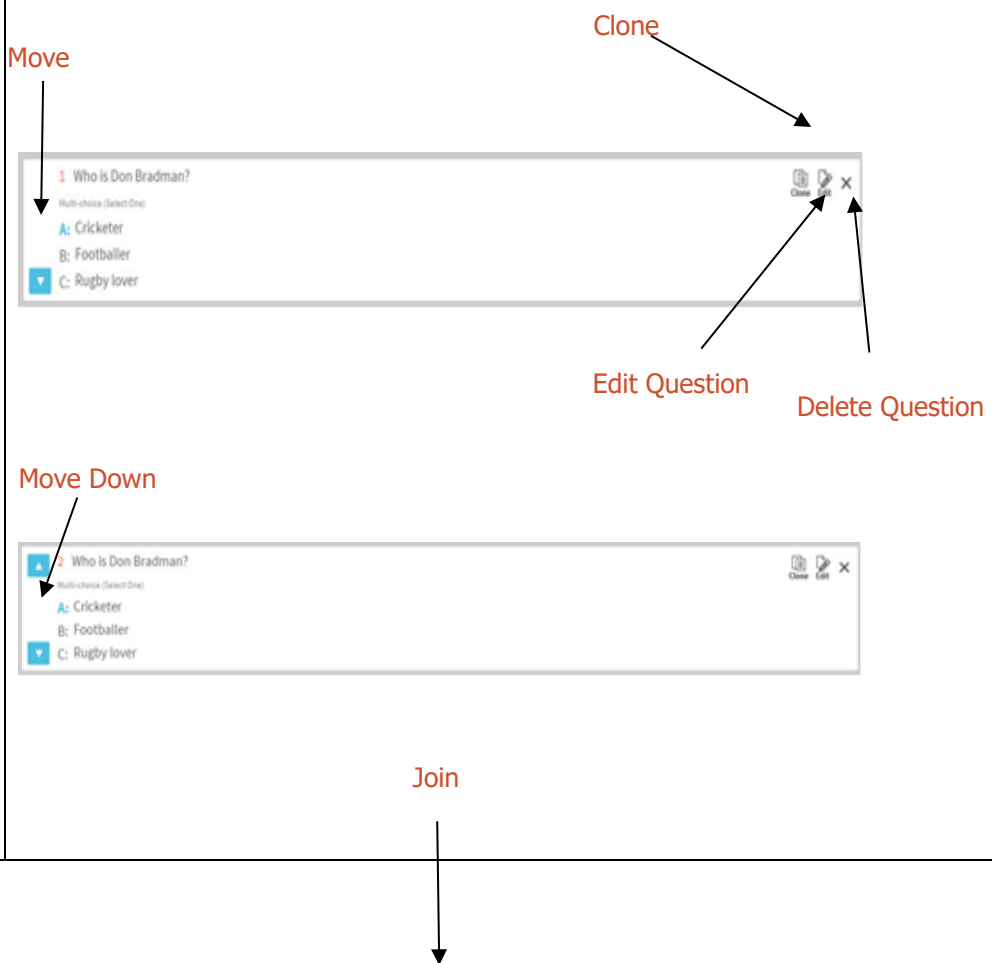 Clone
Move
1 Who is Don Bradman?
Multi-choice (Select One)
A: Cricketer
B: Footballer
C: Rugby lover
Clone Edit
Edit Question
Delete Question
Move Down
2 Who is Don Bradman?
Multi-choice (Select One)
A: Cricketer
B: Footballer
C: Rugby lover
Clone Edit
Join